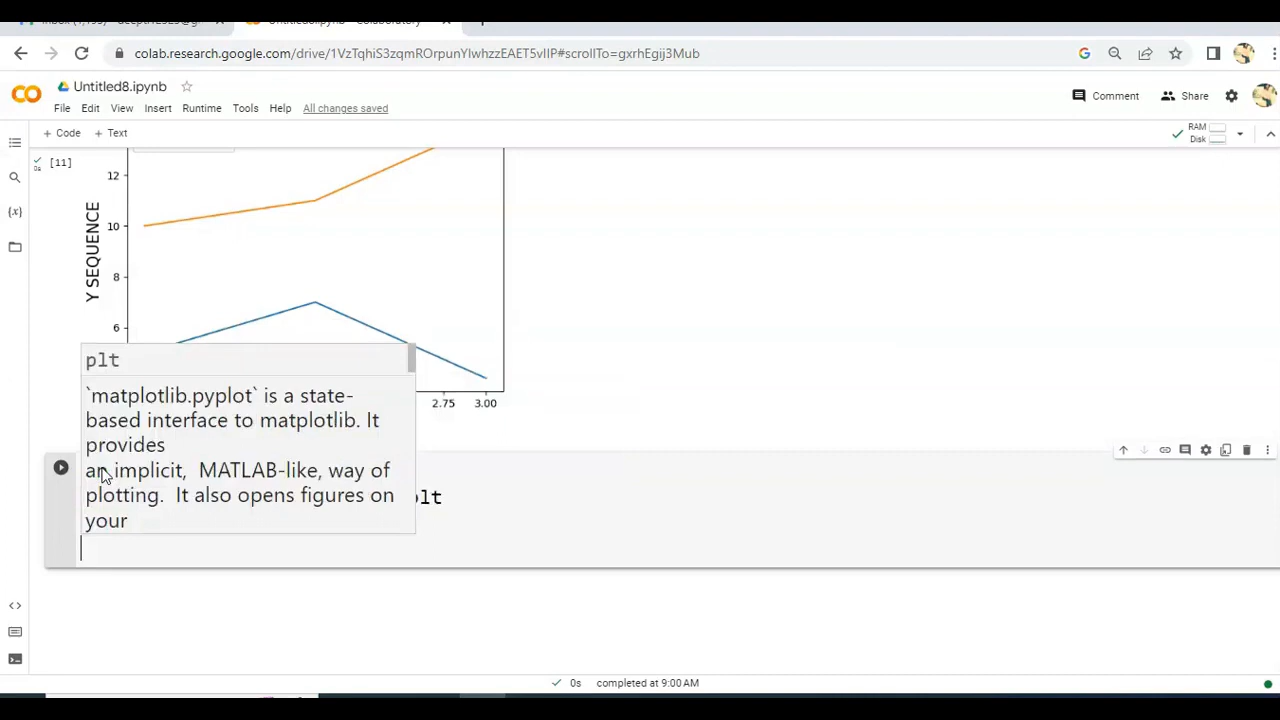 colab.research.google.com/drive/1VzTqhiS3zqmROrpunYlwhzzEAET5vIIP#scrollTo=gxrhEgij3Mub
G
Untitled8.ipynb
File Edit View Insert Runtime Tools Help All changes saved
Comment
Share
+ Code + Text
RAM
Disk
{x}
0s
[11]
12
10
8
6
Y SEQUENCE
2.75 3.00
plt
`matplotlib.pyplot` is a state-
based interface to matplotlib. It
provides
an implicit, MATLAB-like, way of
plotting. It also opens figures on
your
plt
<>
0s completed at 9:00 AM